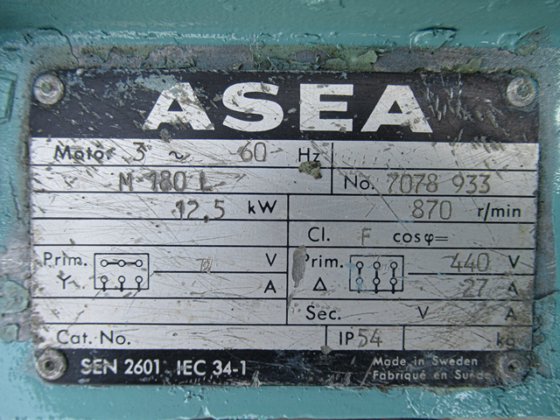 ASEA
Motor 3 ~ 60 Hz
M 180 L No. 7078 933
12,5 kW 870 r/min
Cl. F cosφ=
Prim. V Prim. 440 V
Y A Δ 27 A
Sec. V A
Cat. No. IP54 kg
SEN 2601 IEC 34-1 Made in Sweden
Fabriqué en Suède